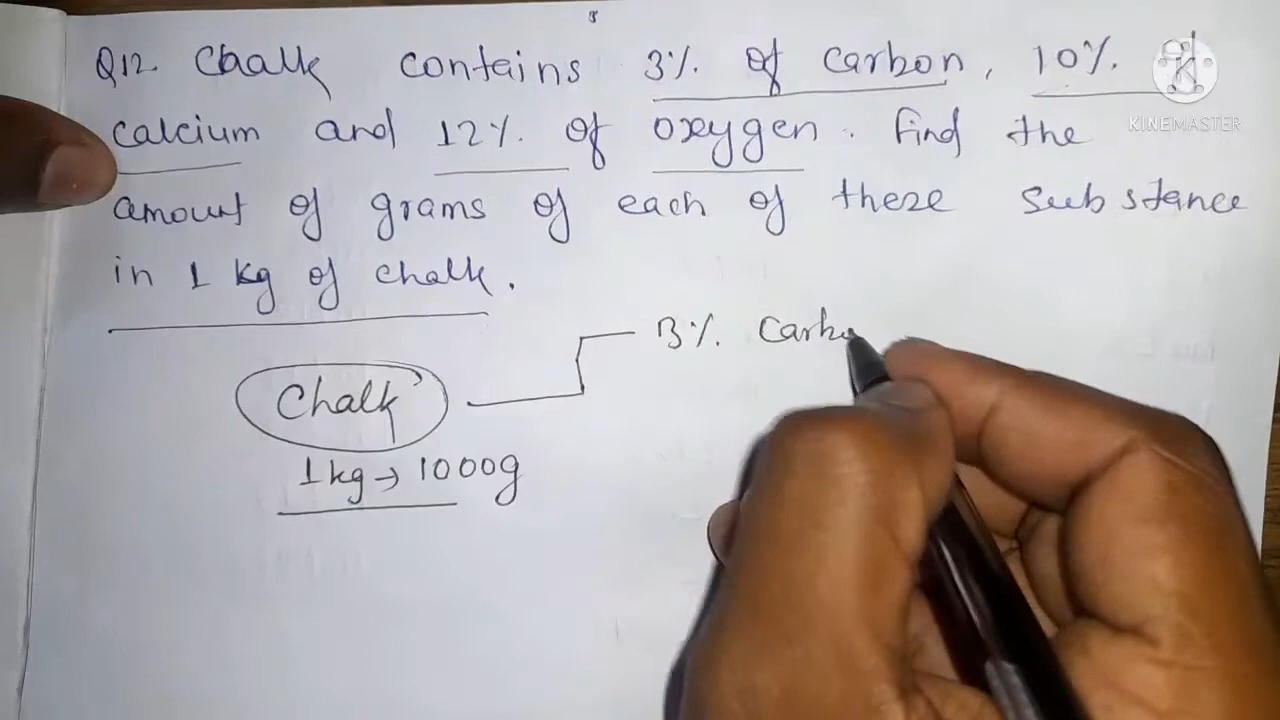 Q12. Chalk contains 3% of carbon, 10% of
calcium and 12% of oxygen. Find the
amount of grams of each of these substance
in 1 kg of chalk.
3% Carbo
Chalk
1kg → 1000g
K
KINEMASTER